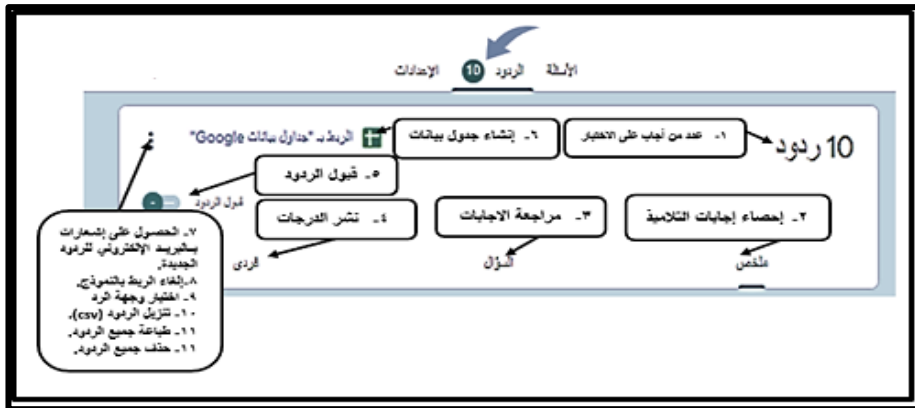 الأسئلة الردود 10 الإعدادات
10 ردود
١- عدد من أجاب على الاختبار
٦- إنشاء جدول بيانات
الربط بـ "جداول بيانات Google"
٥- قبول الردود
قبول الردود
٢- إحصاء إجابات التلاميذ
٣- مراجعة الاجابات
٤- نشر الدرجات
ملخص
السؤال
فردى
٧- الحصول على إشعارات
بالبريد الإلكتروني للردود
الجديدة.
٨-إلغاء الربط بالنموذج.
٩- اختيار وجهة الرد
١٠- تنزيل الردود (csv).
١١- طباعة جميع الردود.
١١- حذف جميع الردود.